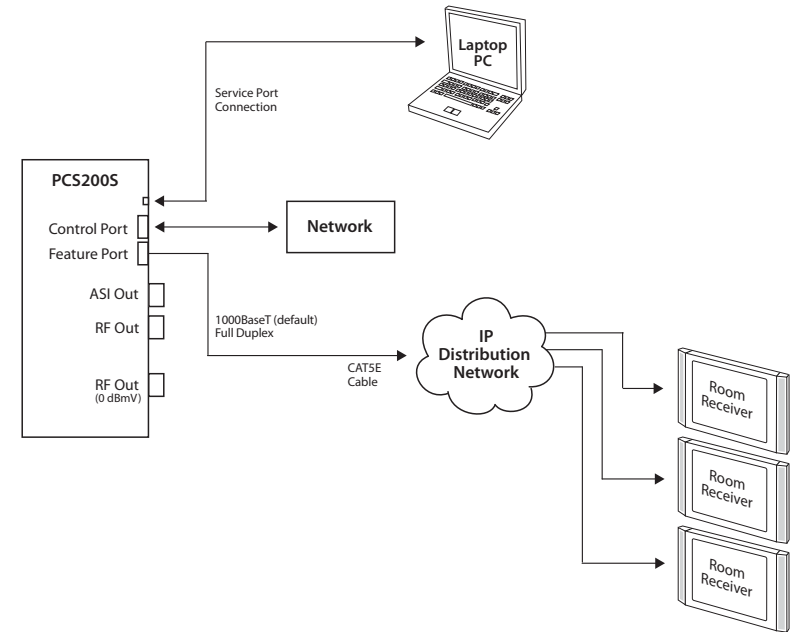 Laptop
PC
Service Port
Connection
PCS200S
Control Port
Feature Port
ASI Out
RF Out
RF Out
(0 dBmV)
Network
1000BaseT (default)
Full Duplex
CAT5E
Cable
IP
Distribution
Network
Room
Receiver
Room
Receiver
Room
Receiver